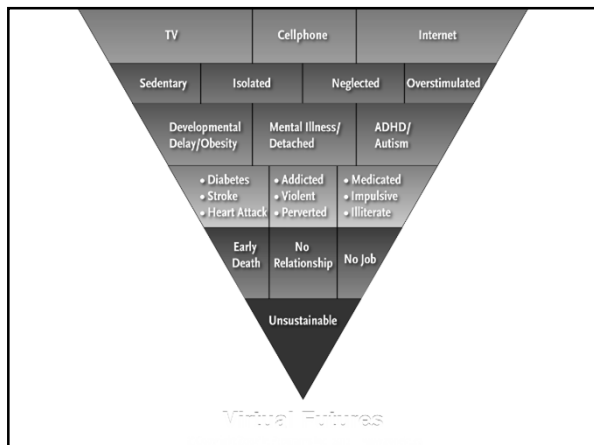 TV Cellphone Internet
Sedentary Isolated Neglected Overstimulated
Developmental Delay/Obesity Mental Illness/ Detached ADHD/ Autism
• Diabetes • Addicted • Medicated
• Stroke • Violent • Impulsive
• Heart Attack • Perverted • Illiterate
Early Death No Relationship No Job
Unsustainable
Virtual Futures